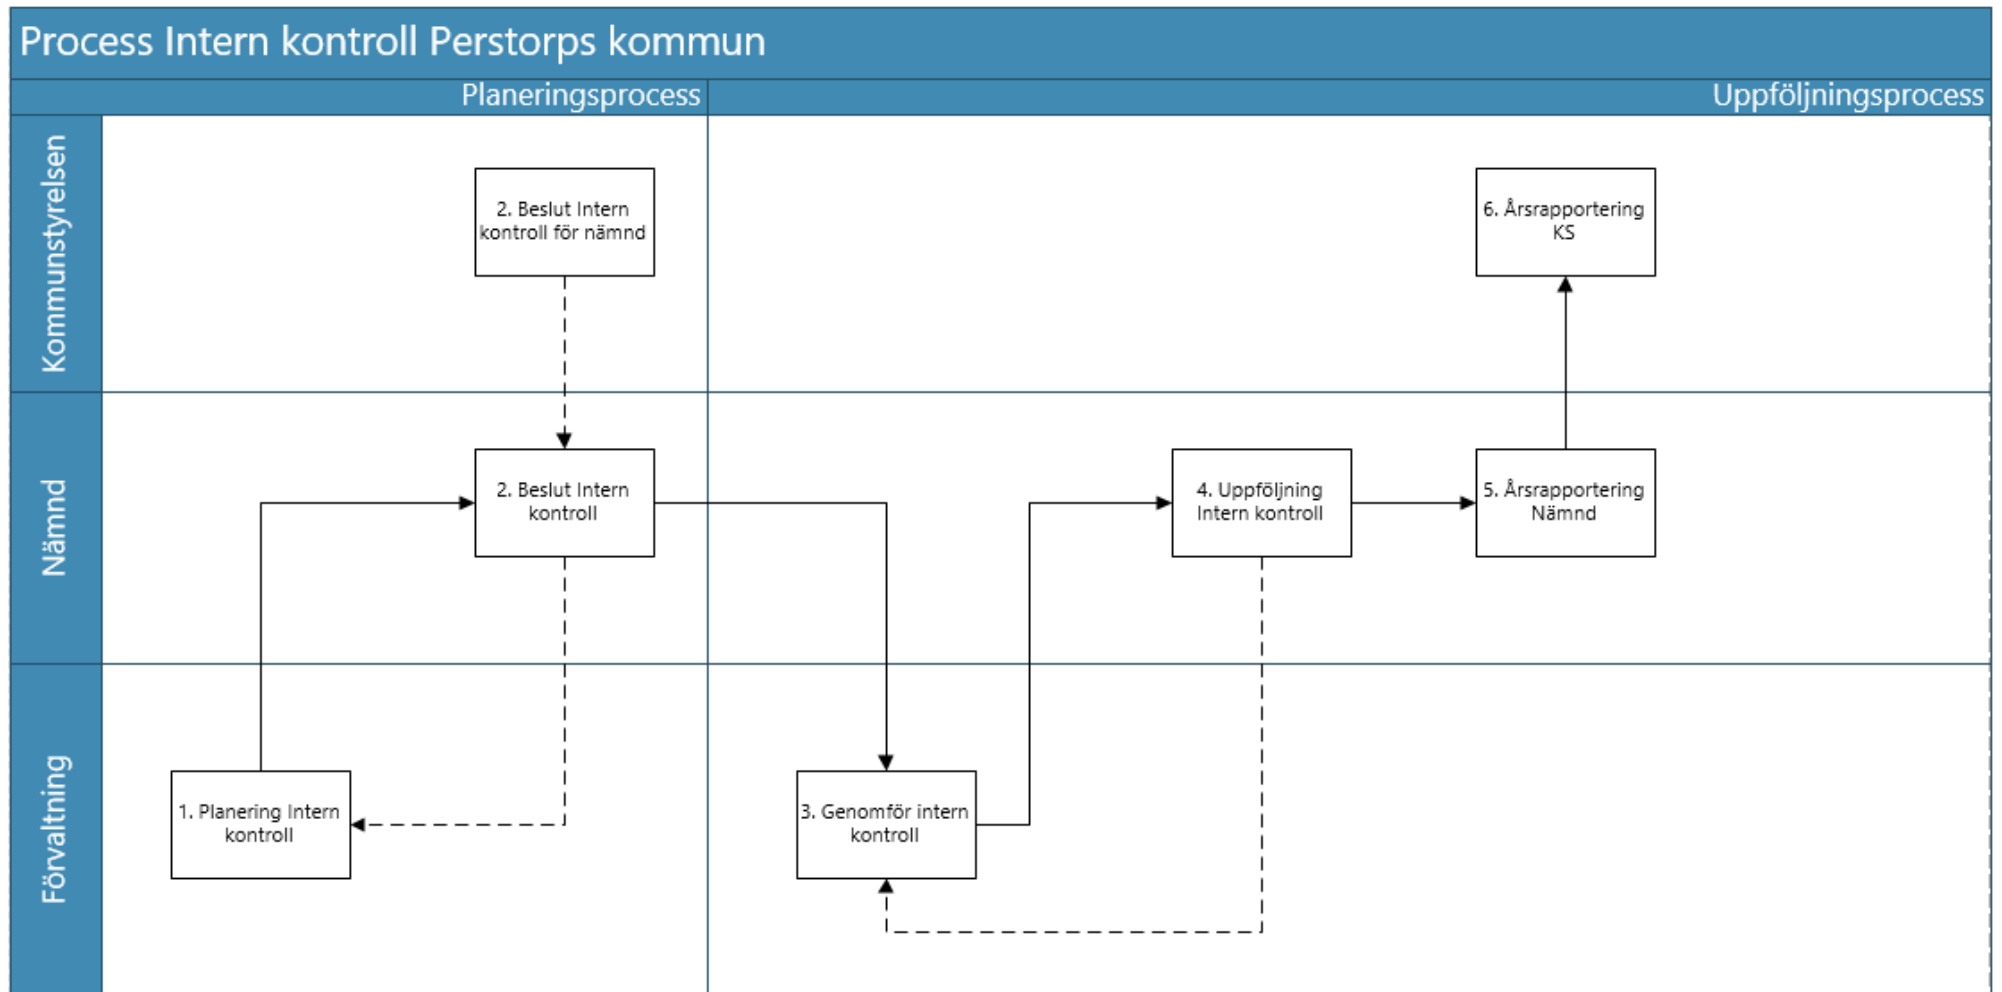 Process Intern kontroll Perstorps kommun
Planeringsprocess
Uppföljningsprocess
Kommunstyrelsen
2. Beslut Intern
kontroll för nämnd
6. Årsrapportering
KS
Nämnd
2. Beslut Intern
kontroll
4. Uppföljning
Intern kontroll
5. Årsrapportering
Nämnd
Förvaltning
1. Planering Intern
kontroll
3. Genomför intern
kontroll